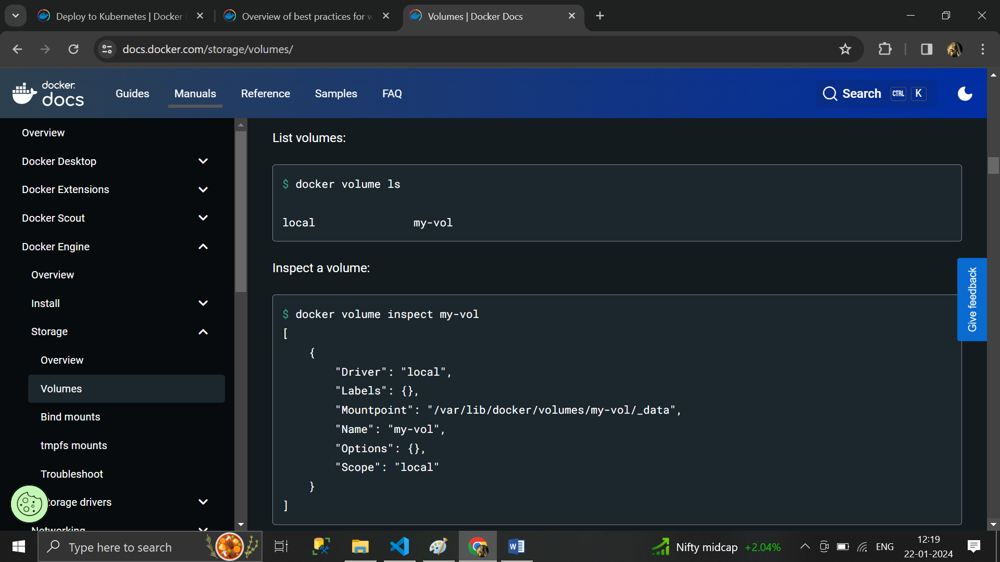 Deploy to Kubernetes | Docker
Overview of best practices for w
Volumes | Docker Docs
docs.docker.com/storage/volumes/
docker
docs
Guides
Manuals
Reference
Samples
FAQ
Search
CTRL
K
Overview
Docker Desktop
Docker Extensions
Docker Scout
Docker Engine
Overview
Install
Storage
Overview
Volumes
Bind mounts
tmpfs mounts
Troubleshoot
torage drivers
Networking
List volumes:
$ docker volume ls
local my-vol
Inspect a volume:
$ docker volume inspect my-vol
[
{
"Driver": "local",
"Labels": {},
"Mountpoint": "/var/lib/docker/volumes/my-vol/_data",
"Name": "my-vol",
"Options": {},
"Scope": "local"
}
]
Give feedback
Type here to search
Nifty midcap +2.04%
ENG
12:19
22-01-2024